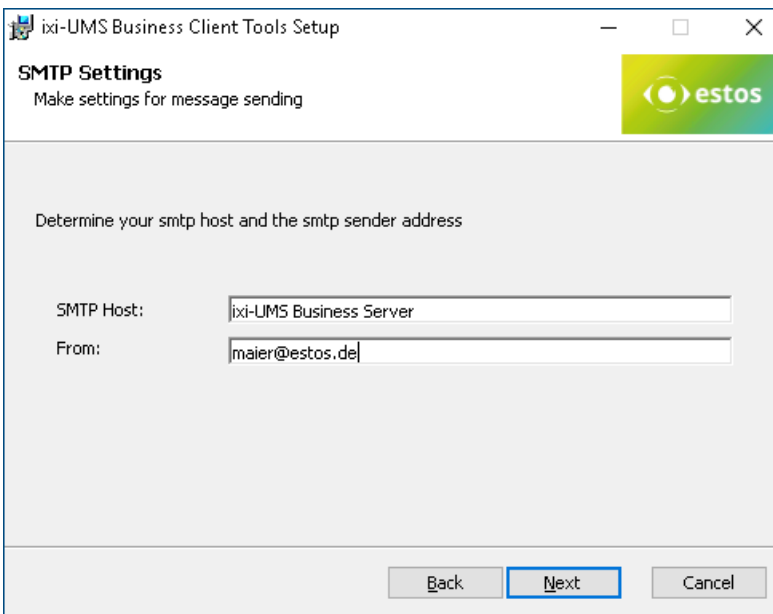 ixi-UMS Business Client Tools Setup
SMTP Settings
Make settings for message sending
estos
Determine your smtp host and the smtp sender address
SMTP Host: ixi-UMS Business Server
From: maier@estos.de
Back Next Cancel